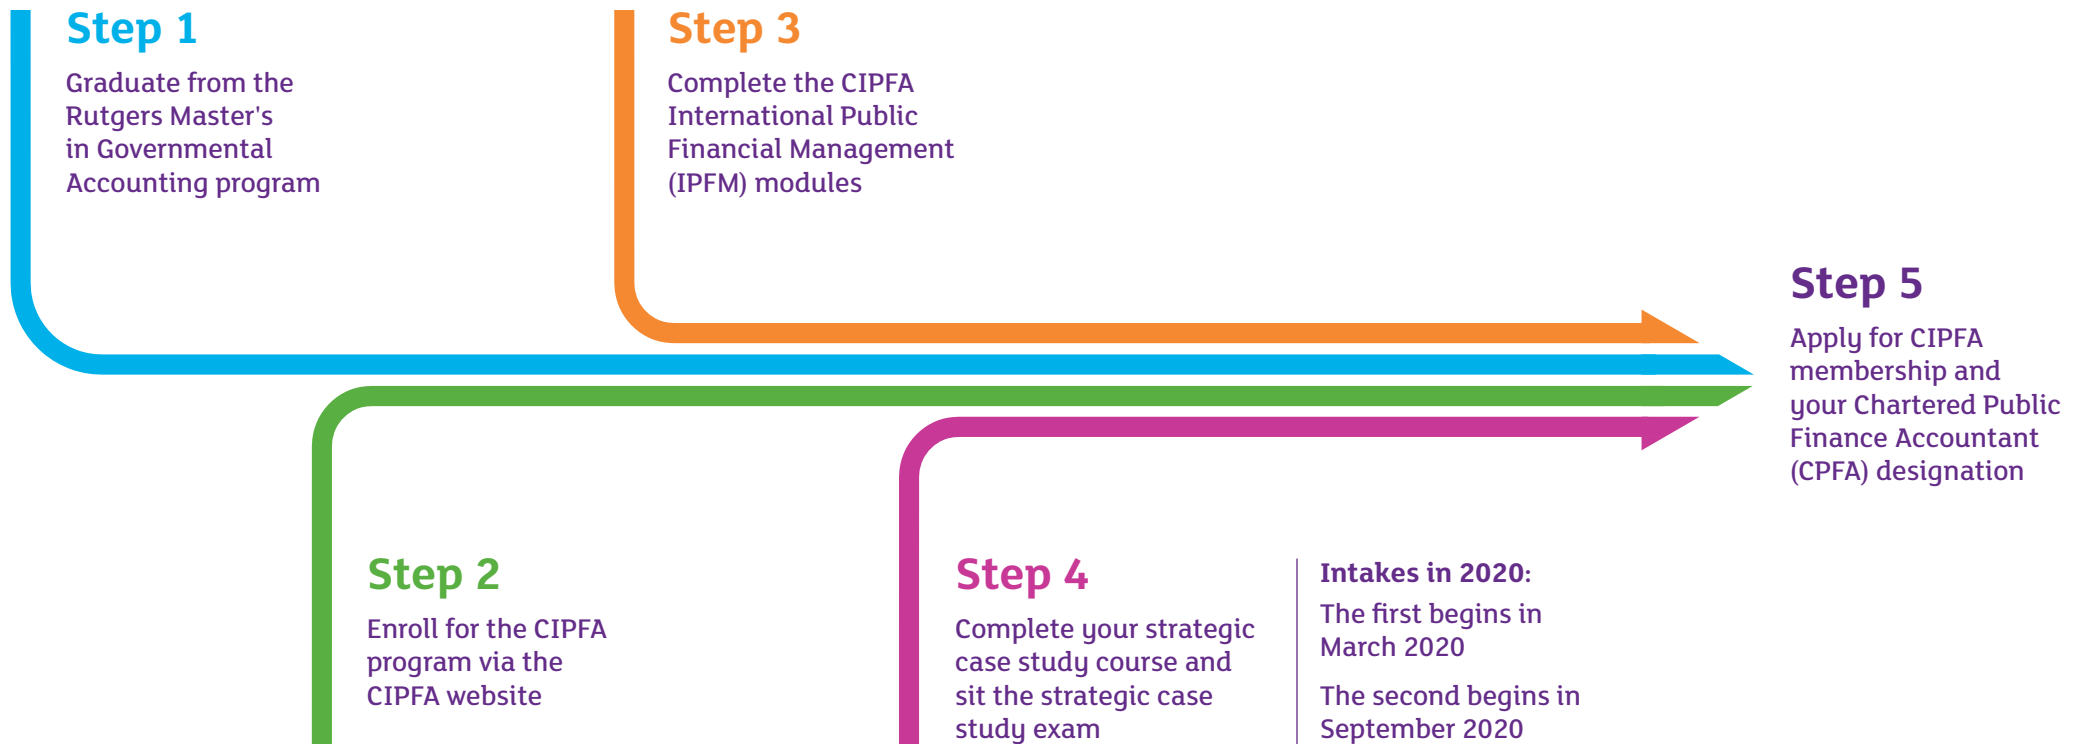 Step 1
Graduate from the
Rutgers Master's
in Governmental
Accounting program
Step 2
Enroll for the CIPFA
program via the
CIPFA website
Step 3
Complete the CIPFA
International Public
Financial Management
(IPFM) modules
Step 4
Complete your strategic
case study course and
sit the strategic case
study exam
Intakes in 2020:
The first begins in
March 2020
The second begins in
September 2020
Step 5
Apply for CIPFA
membership and
your Chartered Public
Finance Accountant
(CPFA) designation